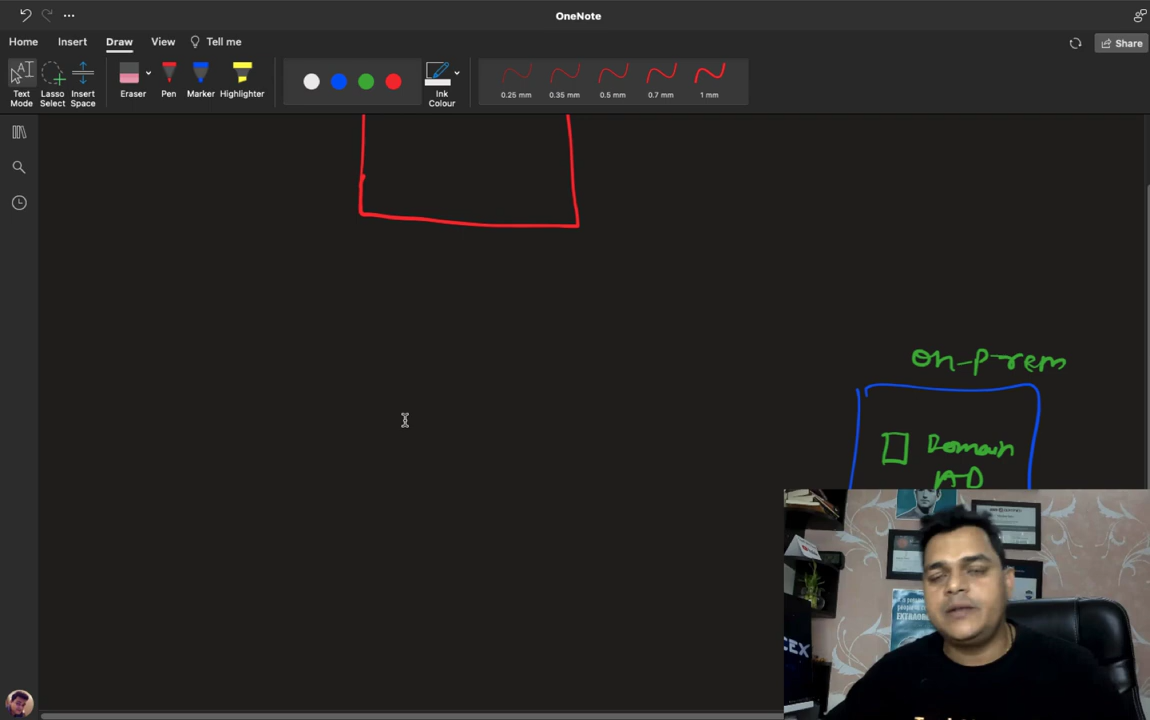 OneNote
Home Insert Draw View Tell me
Share
Text Mode
Lasso Select
Insert Space
Eraser
Pen
Marker
Highlighter
Ink Colour
0.25 mm
0.35 mm
0.5 mm
0.7 mm
1 mm
On-Prem
Domain
AD
EXTRAOR
CEX